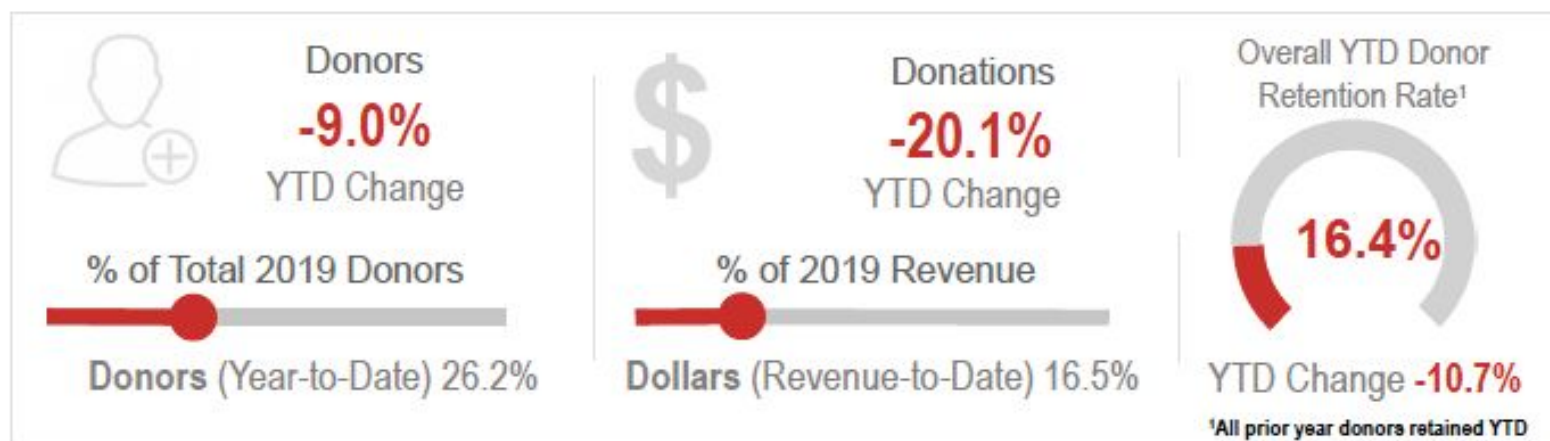 Donors
-9.0%
YTD Change
% of Total 2019 Donors
Donors (Year-to-Date) 26.2%
$
Donations
-20.1%
YTD Change
% of 2019 Revenue
Dollars (Revenue-to-Date) 16.5%
Overall YTD Donor
Retention Rate¹
16.4%
YTD Change -10.7%
¹All prior year donors retained YTD